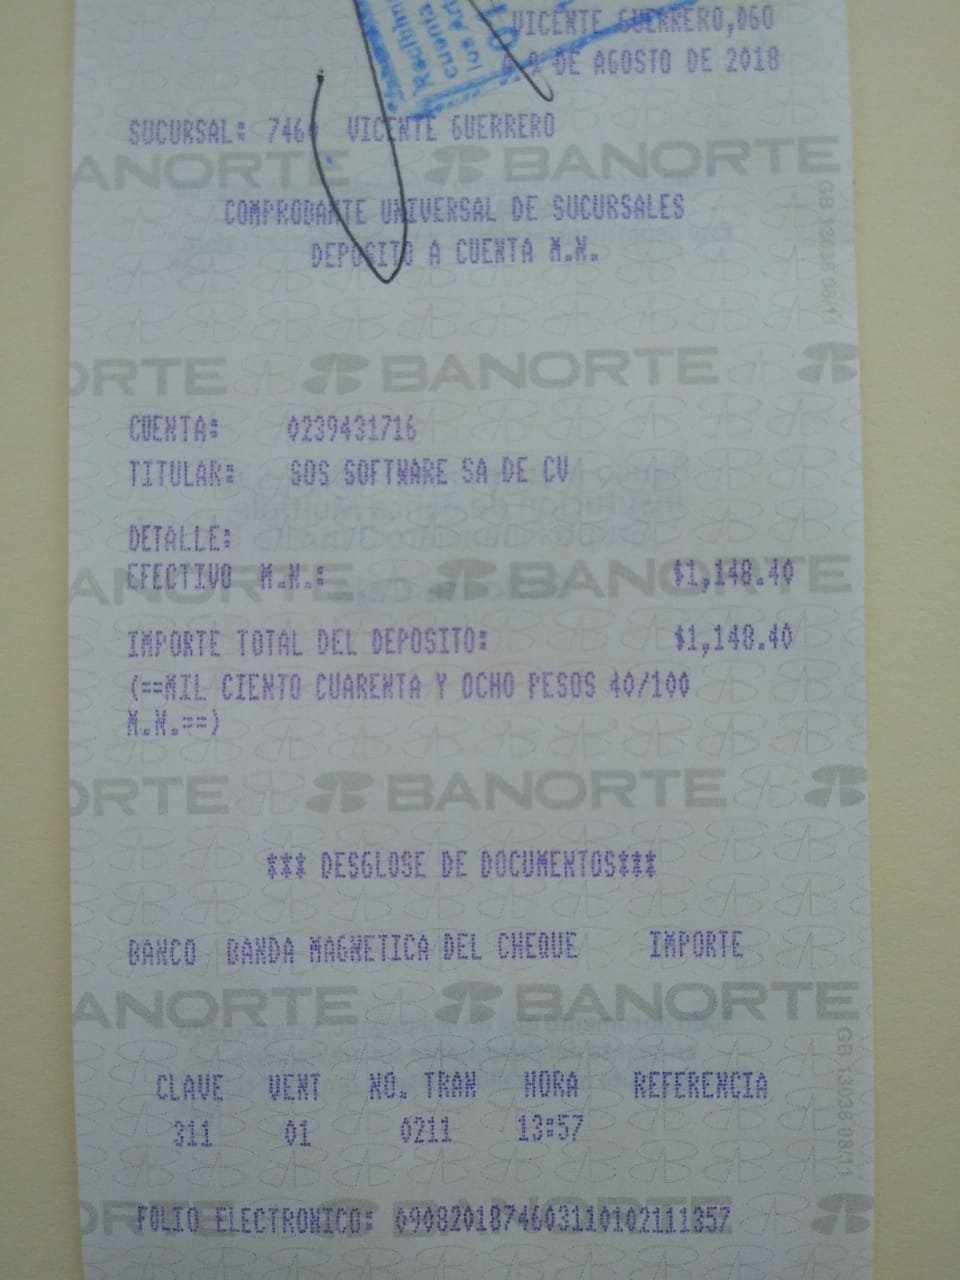 VICENTE GUERRERO,DGO
A 9 DE AGOSTO DE 2018
Recibimo
cuenta
los Art
SUCURSAL: 7460 VICENTE GUERRERO
BANORTE
COMPROBANTE UNIVERSAL DE SUCURSALES
DEPOSITO A CUENTA M.N.
GB 13038 08/11
BANORTE
CUENTA: 0239431716
TITULAR: SOS SOFTWARE SA DE CV
DETALLE:
EFECTIVO M.N.: $1,148.40
BANORTE
IMPORTE TOTAL DEL DEPOSITO: $1,148.40
(==MIL CIENTO CUARENTA Y OCHO PESOS 40/100
M.N.==)
BANORTE
*** DESGLOSE DE DOCUMENTOS***
BANCO BANDA MAGNETICA DEL CHEQUE IMPORTE
BANORTE
CLAVE VENT NO. TRAN HORA REFERENCIA
311 01 0211 13:57
GB 13038 08/11
BANORTE
FOLIO ELECTRONICO: 0908201874603110102111357